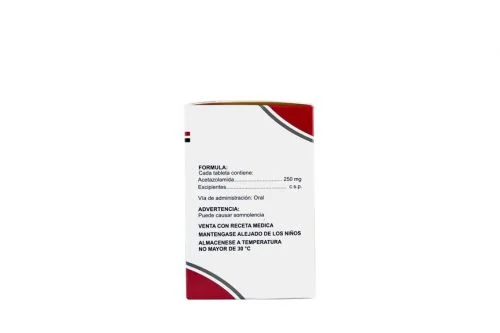 FORMULA:
Cada tableta contiene:
Acetazolamida........................ 250 mg
Excipientes............................... c s.p.
Vía de administración: Oral
ADVERTENCIA:
Puede causar somnolencia
VENTA CON RECETA MEDICA
MANTENGASE ALEJADO DE LOS NIÑOS
ALMACENESE A TEMPERATURA
NO MAYOR DE 30 °C